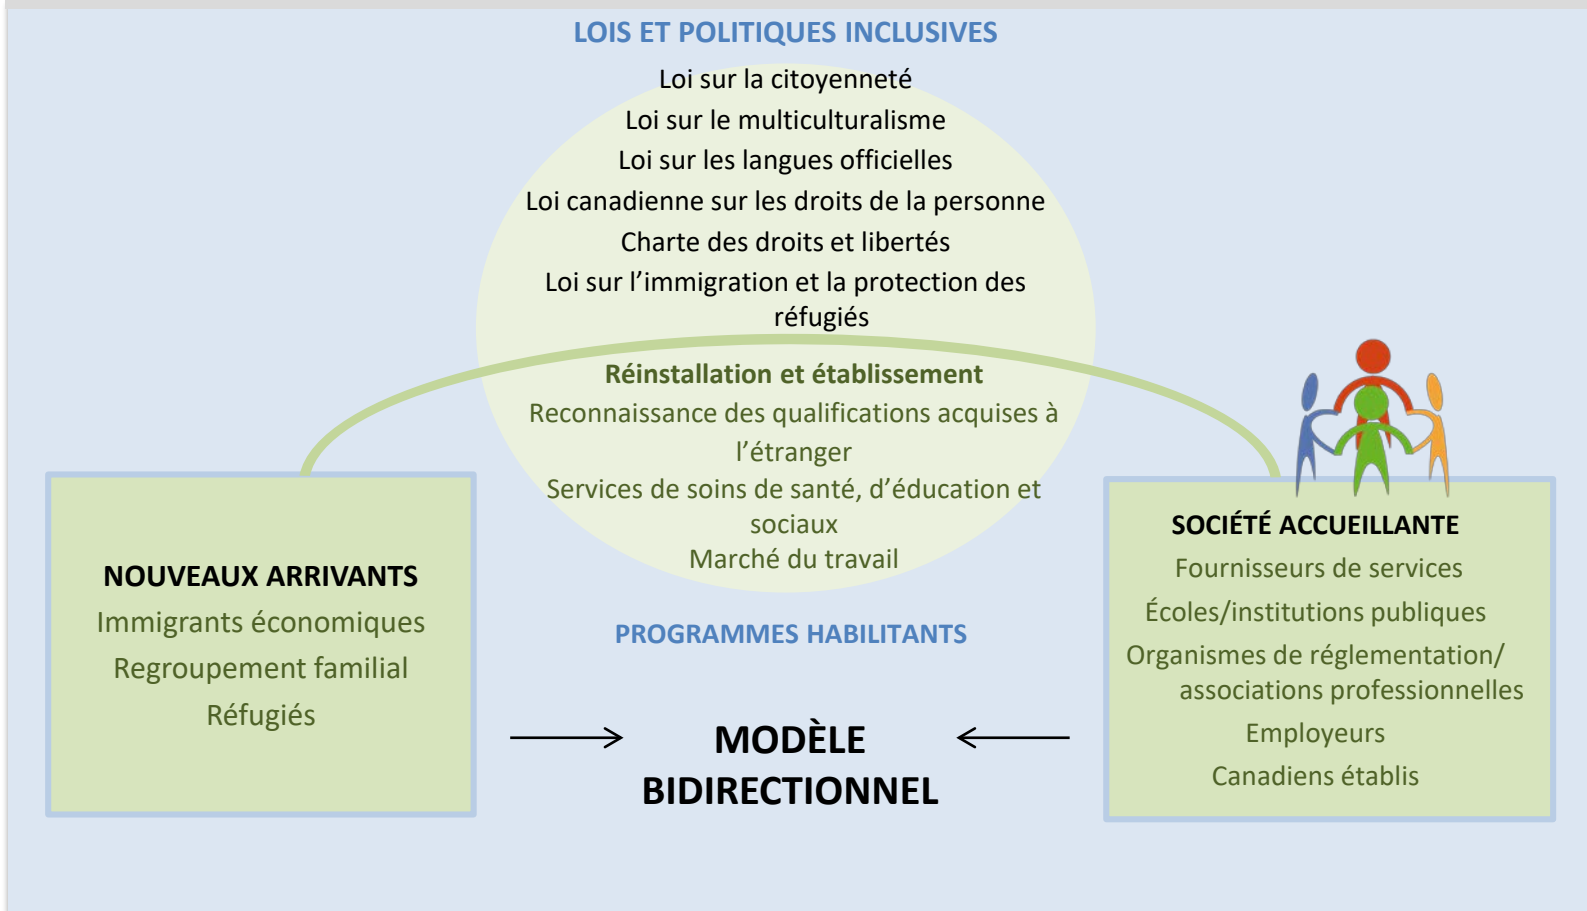 LOIS ET POLITIQUES INCLUSIVES
Loi sur la citoyenneté
Loi sur le multiculturalisme
Loi sur les langues officielles
Loi canadienne sur les droits de la personne
Charte des droits et libertés
Loi sur l’immigration et la protection des
réfugiés
Réinstallation et établissement
Reconnaissance des qualifications acquises à
l’étranger
Services de soins de santé, d’éducation et
sociaux
Marché du travail
PROGRAMMES HABILITANTS
NOUVEAUX ARRIVANTS
Immigrants économiques
Regroupement familial
Réfugiés
MODÈLE
BIDIRECTIONNEL
SOCIÉTÉ ACCUEILLANTE
Fournisseurs de services
Écoles/institutions publiques
Organismes de réglementation/
associations professionnelles
Employeurs
Canadiens établis